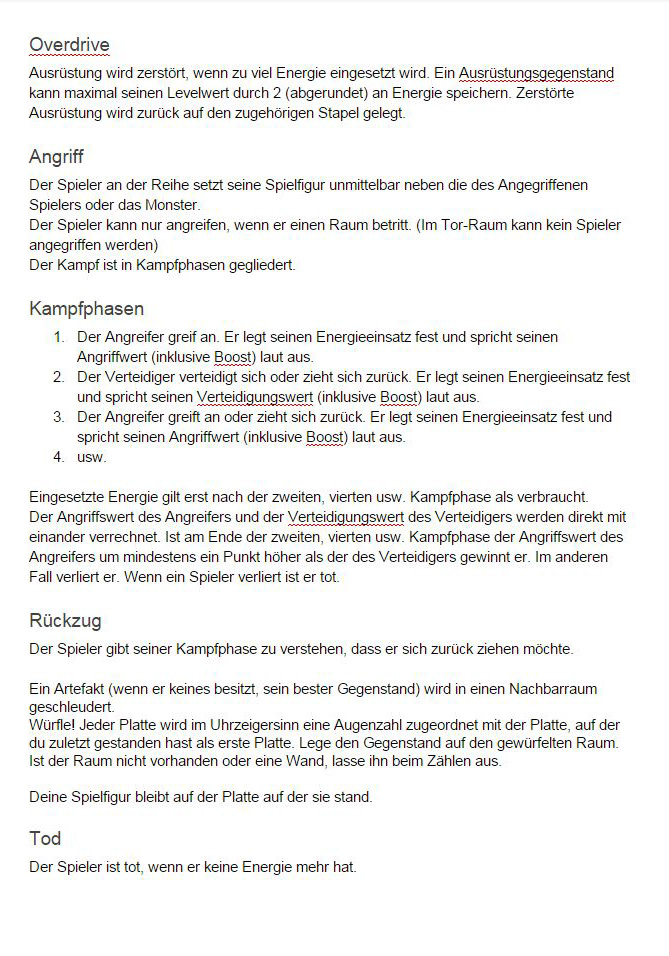 Overdrive
Ausrüstung wird zerstört, wenn zu viel Energie eingesetzt wird. Ein Ausrüstungsgegenstand
kann maximal seinen Levelwert durch 2 (abgerundet) an Energie speichern. Zerstörte
Ausrüstung wird zurück auf den zugehörigen Stapel gelegt.
Angriff
Der Spieler an der Reihe setzt seine Spielfigur unmittelbar neben die des Angegriffenen
Spielers oder das Monster.
Der Spieler kann nur angreifen, wenn er einen Raum betritt. (Im Tor-Raum kann kein Spieler
angegriffen werden)
Der Kampf ist in Kampfphasen gegliedert.
Kampfphasen
1. Der Angreifer greif an. Er legt seinen Energieeinsatz fest und spricht seinen
Angriffwert (inklusive Boost) laut aus.
2. Der Verteidiger verteidigt sich oder zieht sich zurück. Er legt seinen Energieeinsatz fest
und spricht seinen Verteidigungswert (inklusive Boost) laut aus.
3. Der Angreifer greift an oder zieht sich zurück. Er legt seinen Energieeinsatz fest und
spricht seinen Angriffwert (inklusive Boost) laut aus.
4. usw.
Eingesetzte Energie gilt erst nach der zweiten, vierten usw. Kampfphase als verbraucht.
Der Angriffswert des Angreifers und der Verteidigungswert des Verteidigers werden direkt mit
einander verrechnet. Ist am Ende der zweiten, vierten usw. Kampfphase der Angriffswert des
Angreifers um mindestens ein Punkt höher als der des Verteidigers gewinnt er. Im anderen
Fall verliert er. Wenn ein Spieler verliert ist er tot.
Rückzug
Der Spieler gibt seiner Kampfphase zu verstehen, dass er sich zurück ziehen möchte.
Ein Artefakt (wenn er keines besitzt, sein bester Gegenstand) wird in einen Nachbarraum
geschleudert.
Würfle! Jeder Platte wird im Uhrzeigersinn eine Augenzahl zugeordnet mit der Platte, auf der
du zuletzt gestanden hast als erste Platte. Lege den Gegenstand auf den gewürfelten Raum.
Ist der Raum nicht vorhanden oder eine Wand, lasse ihn beim Zählen aus.
Deine Spielfigur bleibt auf der Platte auf der sie stand.
Tod
Der Spieler ist tot, wenn er keine Energie mehr hat.